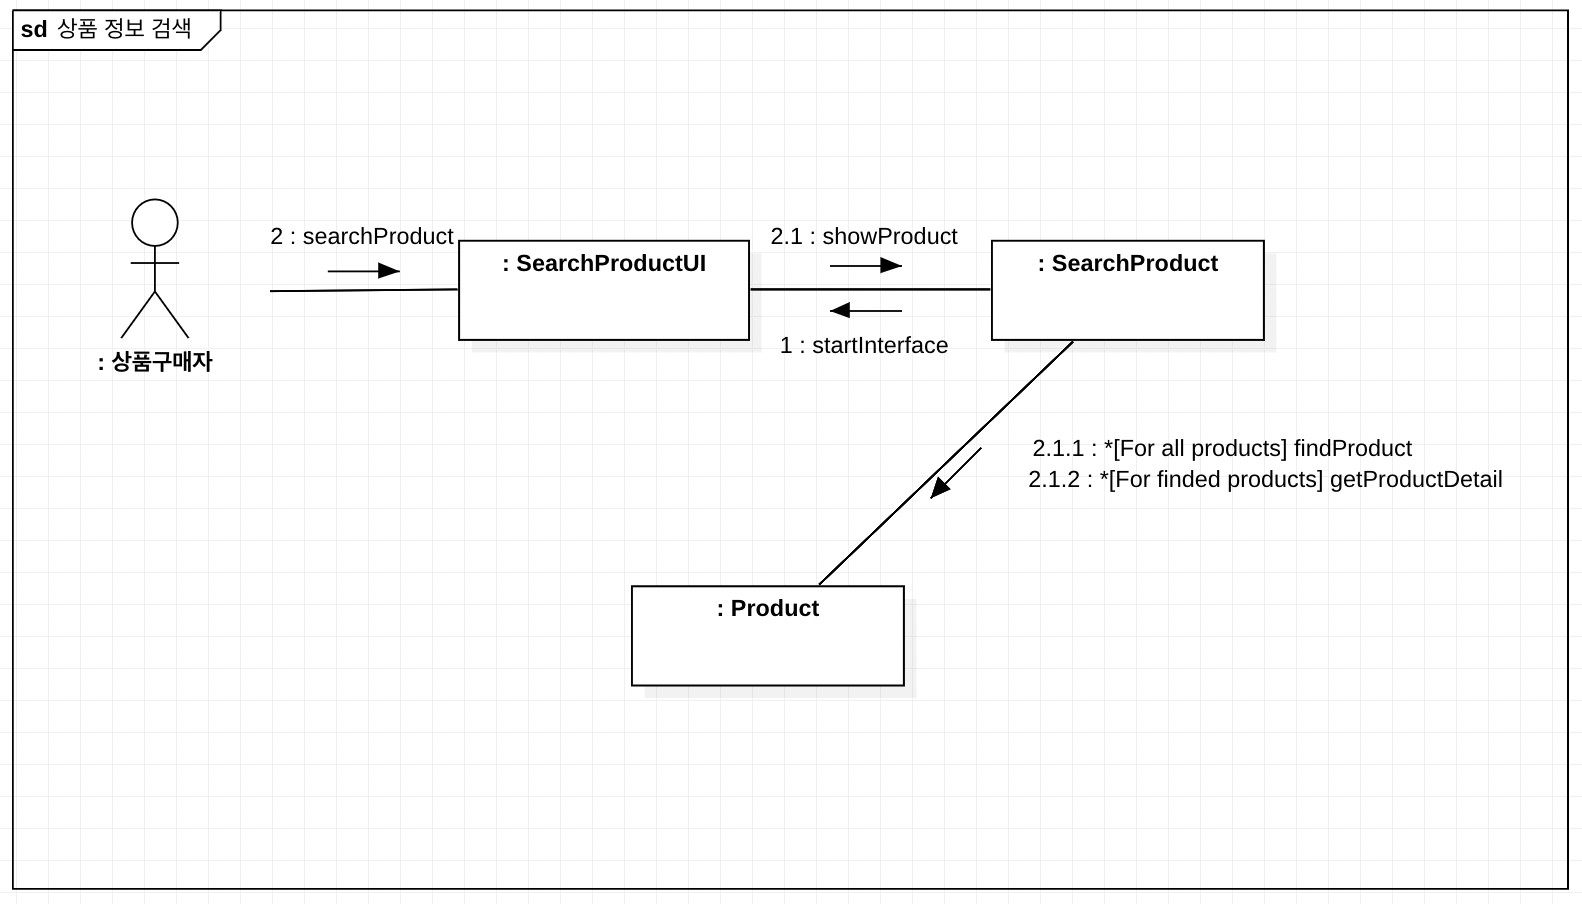 sd 상품 정보 검색
2 : searchProduct
2.1 : showProduct
: SearchProductUI
: SearchProduct
1 : startInterface
: 상품구매자
2.1.1 : *[For all products] findProduct
2.1.2 : *[For finded products] getProductDetail
: Product